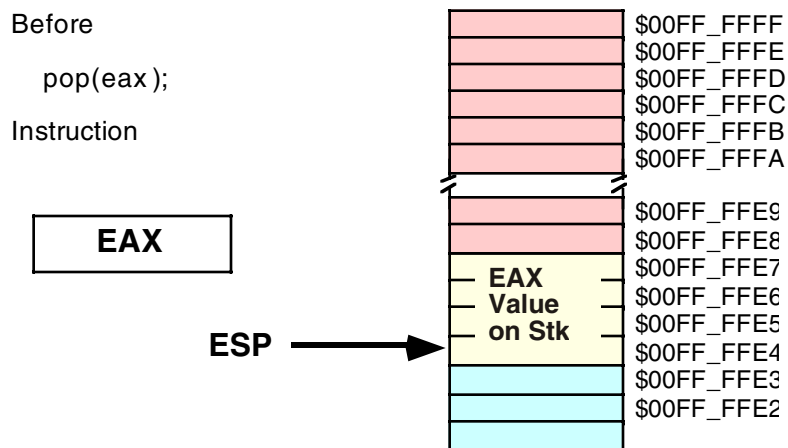 Before
pop(eax);
Instruction
EAX
ESP
EAX
Value
on Stk
$00FF_FFFF
$00FF_FFFE
$00FF_FFFD
$00FF_FFFC
$00FF_FFFB
$00FF_FFFA
$00FF_FFE9
$00FF_FFE8
$00FF_FFE7
$00FF_FFE6
$00FF_FFE5
$00FF_FFE4
$00FF_FFE3
$00FF_FFE2